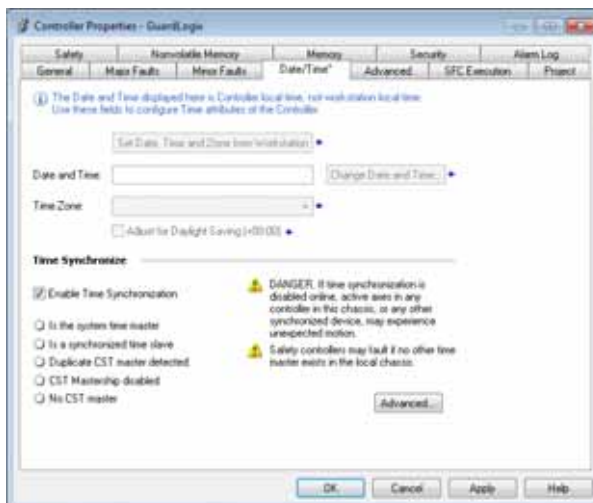 Controller Properties - GuardLogix
Safety Nonvolatile Memory Memory Security Alarm Log
General Major Faults Minor Faults Date/Time* Advanced SFC Execution Project
The Date and Time displayed here is Controller local time, not workstation local time.
Use these fields to configure Time attributes of the Controller.
Set Date, Time and Zone from Workstation
Date and Time: Change Date and Time...
Time Zone:
Adjust for Daylight Saving (+00:00)
Time Synchronize
Enable Time Synchronization
Is the system time master
Is a synchronized time slave
Duplicate CST master detected
CST Mastership disabled
No CST master
DANGER. If time synchronization is
disabled online, active axes in any
controller in this chassis, or any other
synchronized device, may experience
unexpected motion.
Safety controllers may fault if no other time
master exists in the local chassis.
Advanced...
OK Cancel Apply Help